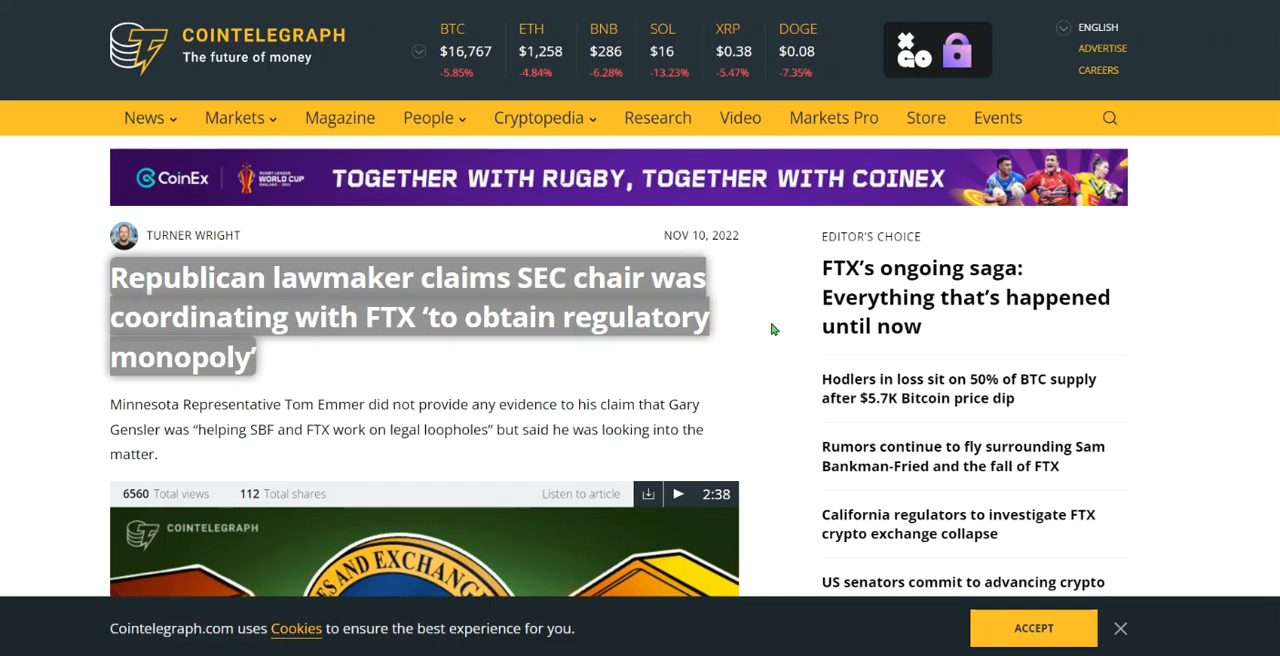 COINTELEGRAPH
The future of money
BTC
$16,767
-5.85%
ETH
$1,258
-4.84%
BNB
$286
-6.28%
SOL
$16
-13.23%
XRP
$0.38
-5.47%
DOGE
$0.08
-7.35%
ENGLISH
ADVERTISE
CAREERS
News
Markets
Magazine
People
Cryptopedia
Research
Video
Markets Pro
Store
Events
CoinEx
RUGBY LEAGUE
WORLD CUP
ENGLAND 2021
TOGETHER WITH RUGBY, TOGETHER WITH COINEX
TURNER WRIGHT
NOV 10, 2022
Republican lawmaker claims SEC chair was
coordinating with FTX ‘to obtain regulatory
monopoly’
Minnesota Representative Tom Emmer did not provide any evidence to his claim that Gary
Gensler was “helping SBF and FTX work on legal loopholes” but said he was looking into the
matter.
6560 Total views
112 Total shares
Listen to article
2:38
COINTELEGRAPH
ES AND EXCHANGE
EDITOR’S CHOICE
FTX’s ongoing saga:
Everything that’s happened
until now
Hodlers in loss sit on 50% of BTC supply
after $5.7K Bitcoin price dip
Rumors continue to fly surrounding Sam
Bankman-Fried and the fall of FTX
California regulators to investigate FTX
crypto exchange collapse
US senators commit to advancing crypto
Cointelegraph.com uses Cookies to ensure the best experience for you.
ACCEPT